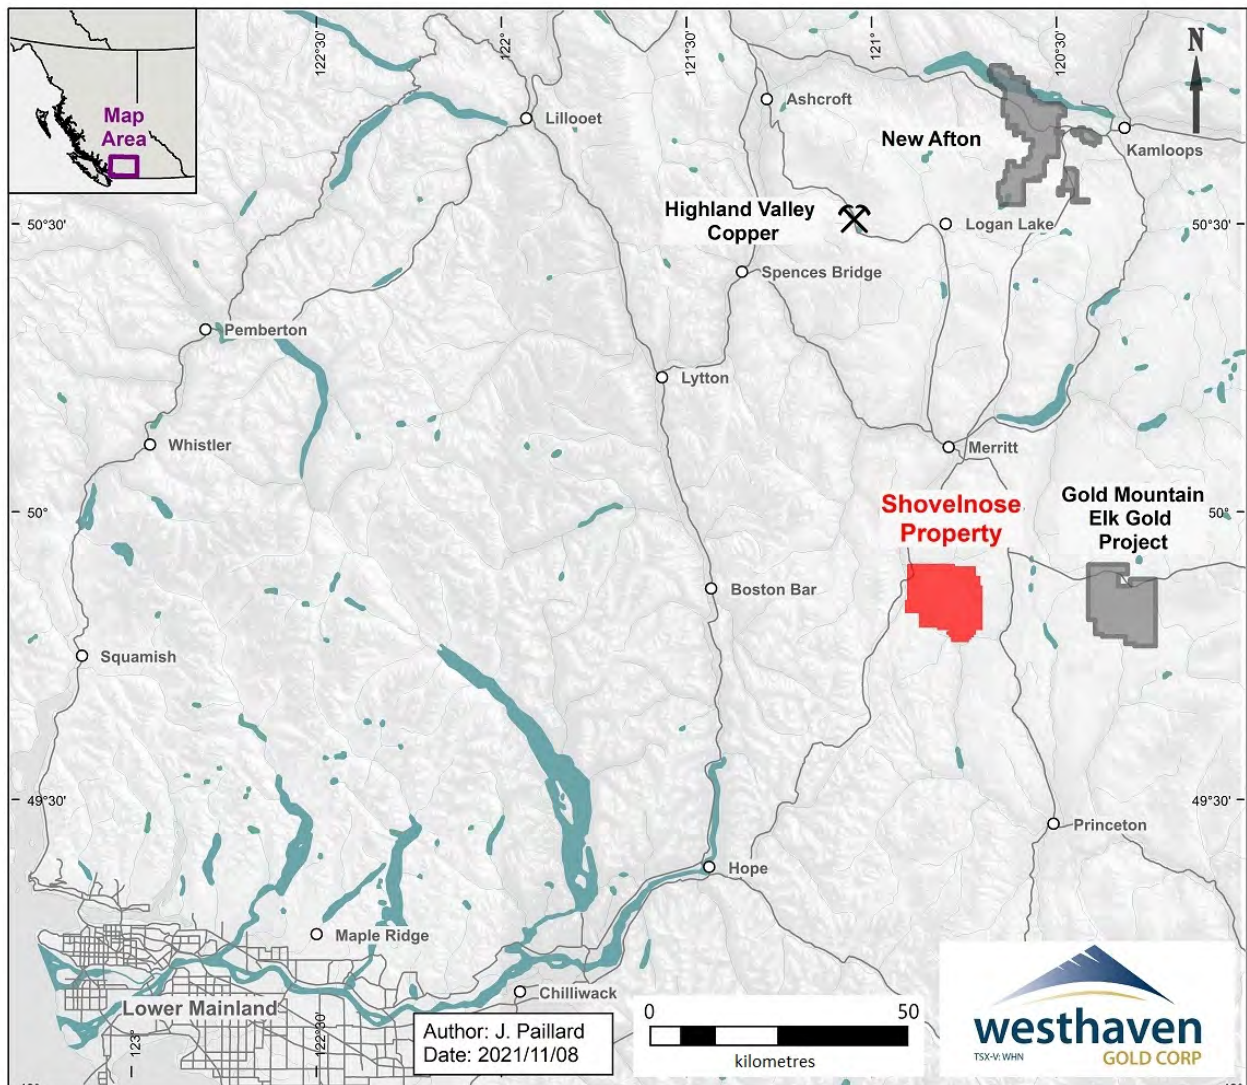 122°30'
122°
121°30'
121°
120°30'
N
Map
Area
Ashcroft
Lillooet
New Afton
Kamloops
50°30'
Highland Valley
Copper
Logan Lake
50°30'
Spences Bridge
Pemberton
Lytton
Whistler
Merritt
50°
Shovelnose
Property
Gold Mountain
Elk Gold
Project
50°
Boston Bar
Squamish
49°30'
49°30'
Princeton
Hope
Maple Ridge
Chilliwack
Lower Mainland
123°
122°30'
Author: J. Paillard
Date: 2021/11/08
0
50
kilometres
westhaven
TSX-V: WHN
GOLD CORP